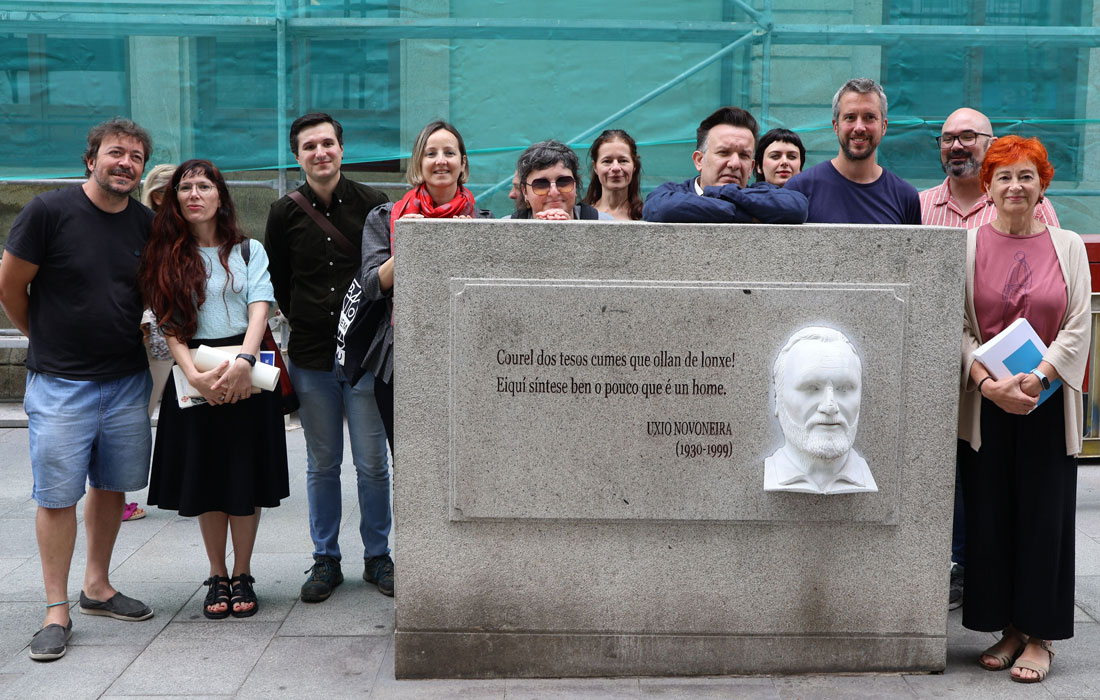 Courel dos tesos cumes que ollan de lonxe!
Eiquí síntese ben o pouco que é un home.
UXIO NOVONEIRA
(1930-1999)